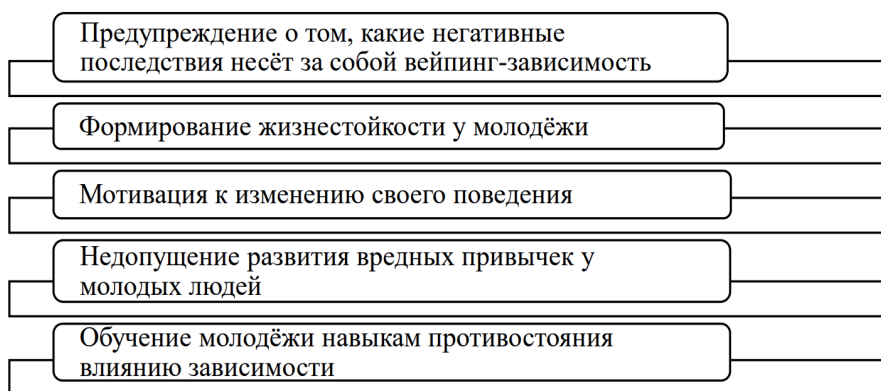 Предупреждение о том, какие негативные
последствия несёт за собой вейпинг-зависимость
Формирование жизнестойкости у молодёжи
Мотивация к изменению своего поведения
Недопущение развития вредных привычек у
молодых людей
Обучение молодёжи навыкам противостояния
влиянию зависимости